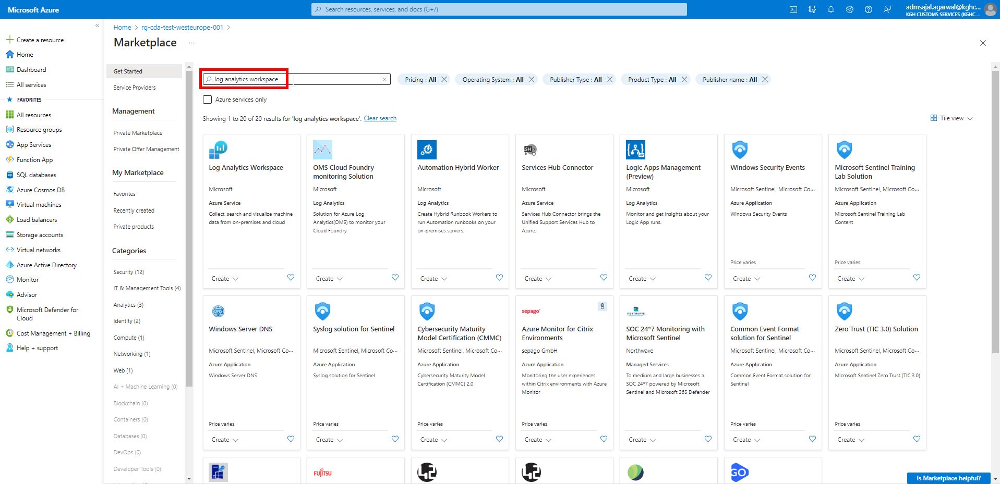 Microsoft Azure
Search resources, services, and docs (G+/)
admsajal.agarwal@kghc...
KGH CUSTOMS SERVICES (KGHC....
Create a resource
Home
Dashboard
All services
FAVORITES
All resources
Resource groups
App Services
Function App
SQL databases
Azure Cosmos DB
Virtual machines
Load balancers
Storage accounts
Virtual networks
Azure Active Directory
Monitor
Advisor
Microsoft Defender for
Cloud
Cost Management + Billing
Help + support
Home > rg-cda-test-westeurope-001 >
Marketplace ...
Get Started
Service Providers
Management
Private Marketplace
Private Offer Management
My Marketplace
Favorites
Recently created
Private products
Categories
Security (12)
IT & Management Tools (4)
Analytics (3)
Identity (2)
Compute (1)
Networking (1)
Web (1)
AI + Machine Learning (0)
Blockchain (0)
Containers (0)
Databases (0)
DevOps (0)
Developer Tools (0)
log analytics workspace
Pricing : All
Operating System : All
Publisher Type : All
Product Type : All
Publisher name : All
Azure services only
Showing 1 to 20 of 20 results for 'log analytics workspace'. Clear search
Tile view
Log Analytics Workspace
Microsoft
Azure Service
Collect, search and visualize machine
data from on-premises and cloud
Create
OMS Cloud Foundry
monitoring Solution
Microsoft
Log Analytics
Solution for Azure Log
Analytics(OMS) to monitor your
Cloud Foundry
Create
Automation Hybrid Worker
Microsoft
Log Analytics
Create Hybrid Runbook Workers to
run Automation runbooks on your
on-premises servers.
Create
SH
Services Hub Connector
Microsoft
Azure Service
Services Hub Connector brings the
Unified Support Services Hub to
Azure.
Create
Logic Apps Management
(Preview)
Microsoft
Log Analytics
Monitor and get insights about your
Logic App runs.
Create
Windows Security Events
Microsoft Sentinel, Microsoft Co...
Azure Application
Windows Security Events
Price varies
Create
Microsoft Sentinel Training
Lab Solution
Microsoft Sentinel, Microsoft Co...
Azure Application
Microsoft Sentinel Training Lab
Content
Price varies
Create
DNS
Windows Server DNS
Microsoft Sentinel, Microsoft Co...
Azure Application
Windows Server DNS
Price varies
Create
Syslog solution for Sentinel
Microsoft Sentinel, Microsoft Co...
Azure Application
Syslog solution for Sentinel
Price varies
Create
Cybersecurity Maturity
Model Certification (CMMC)
Microsoft Sentinel, Microsoft Co...
Azure Application
Cybersecurity Maturity Model
Certification (CMMC) 2.0
Price varies
Create
sepago
Azure Monitor for Citrix
Environments
sepago GmbH
Azure Application
Monitoring the user experiences
within Citrix environments with Azure
Monitor
Price varies
Create
NORTHWAVE
SOC 24*7 Monitoring with
Microsoft Sentinel
Northwave
Managed Services
To medium and large businesses a
SOC 24*7 powered by Microsoft
Sentinel and Microsoft 365 Defender
Create
Common Event Format
solution for Sentinel
Microsoft Sentinel, Microsoft Co...
Azure Application
Common Event Format solution for
Sentinel
Price varies
Create
Zero Trust (TIC 3.0) Solution
Microsoft Sentinel, Microsoft Co...
Azure Application
Microsoft Sentinel Zero Trust (TIC 3.0)
Price varies
Create
FUJITSU
42
42
GO
Is Marketplace helpful?